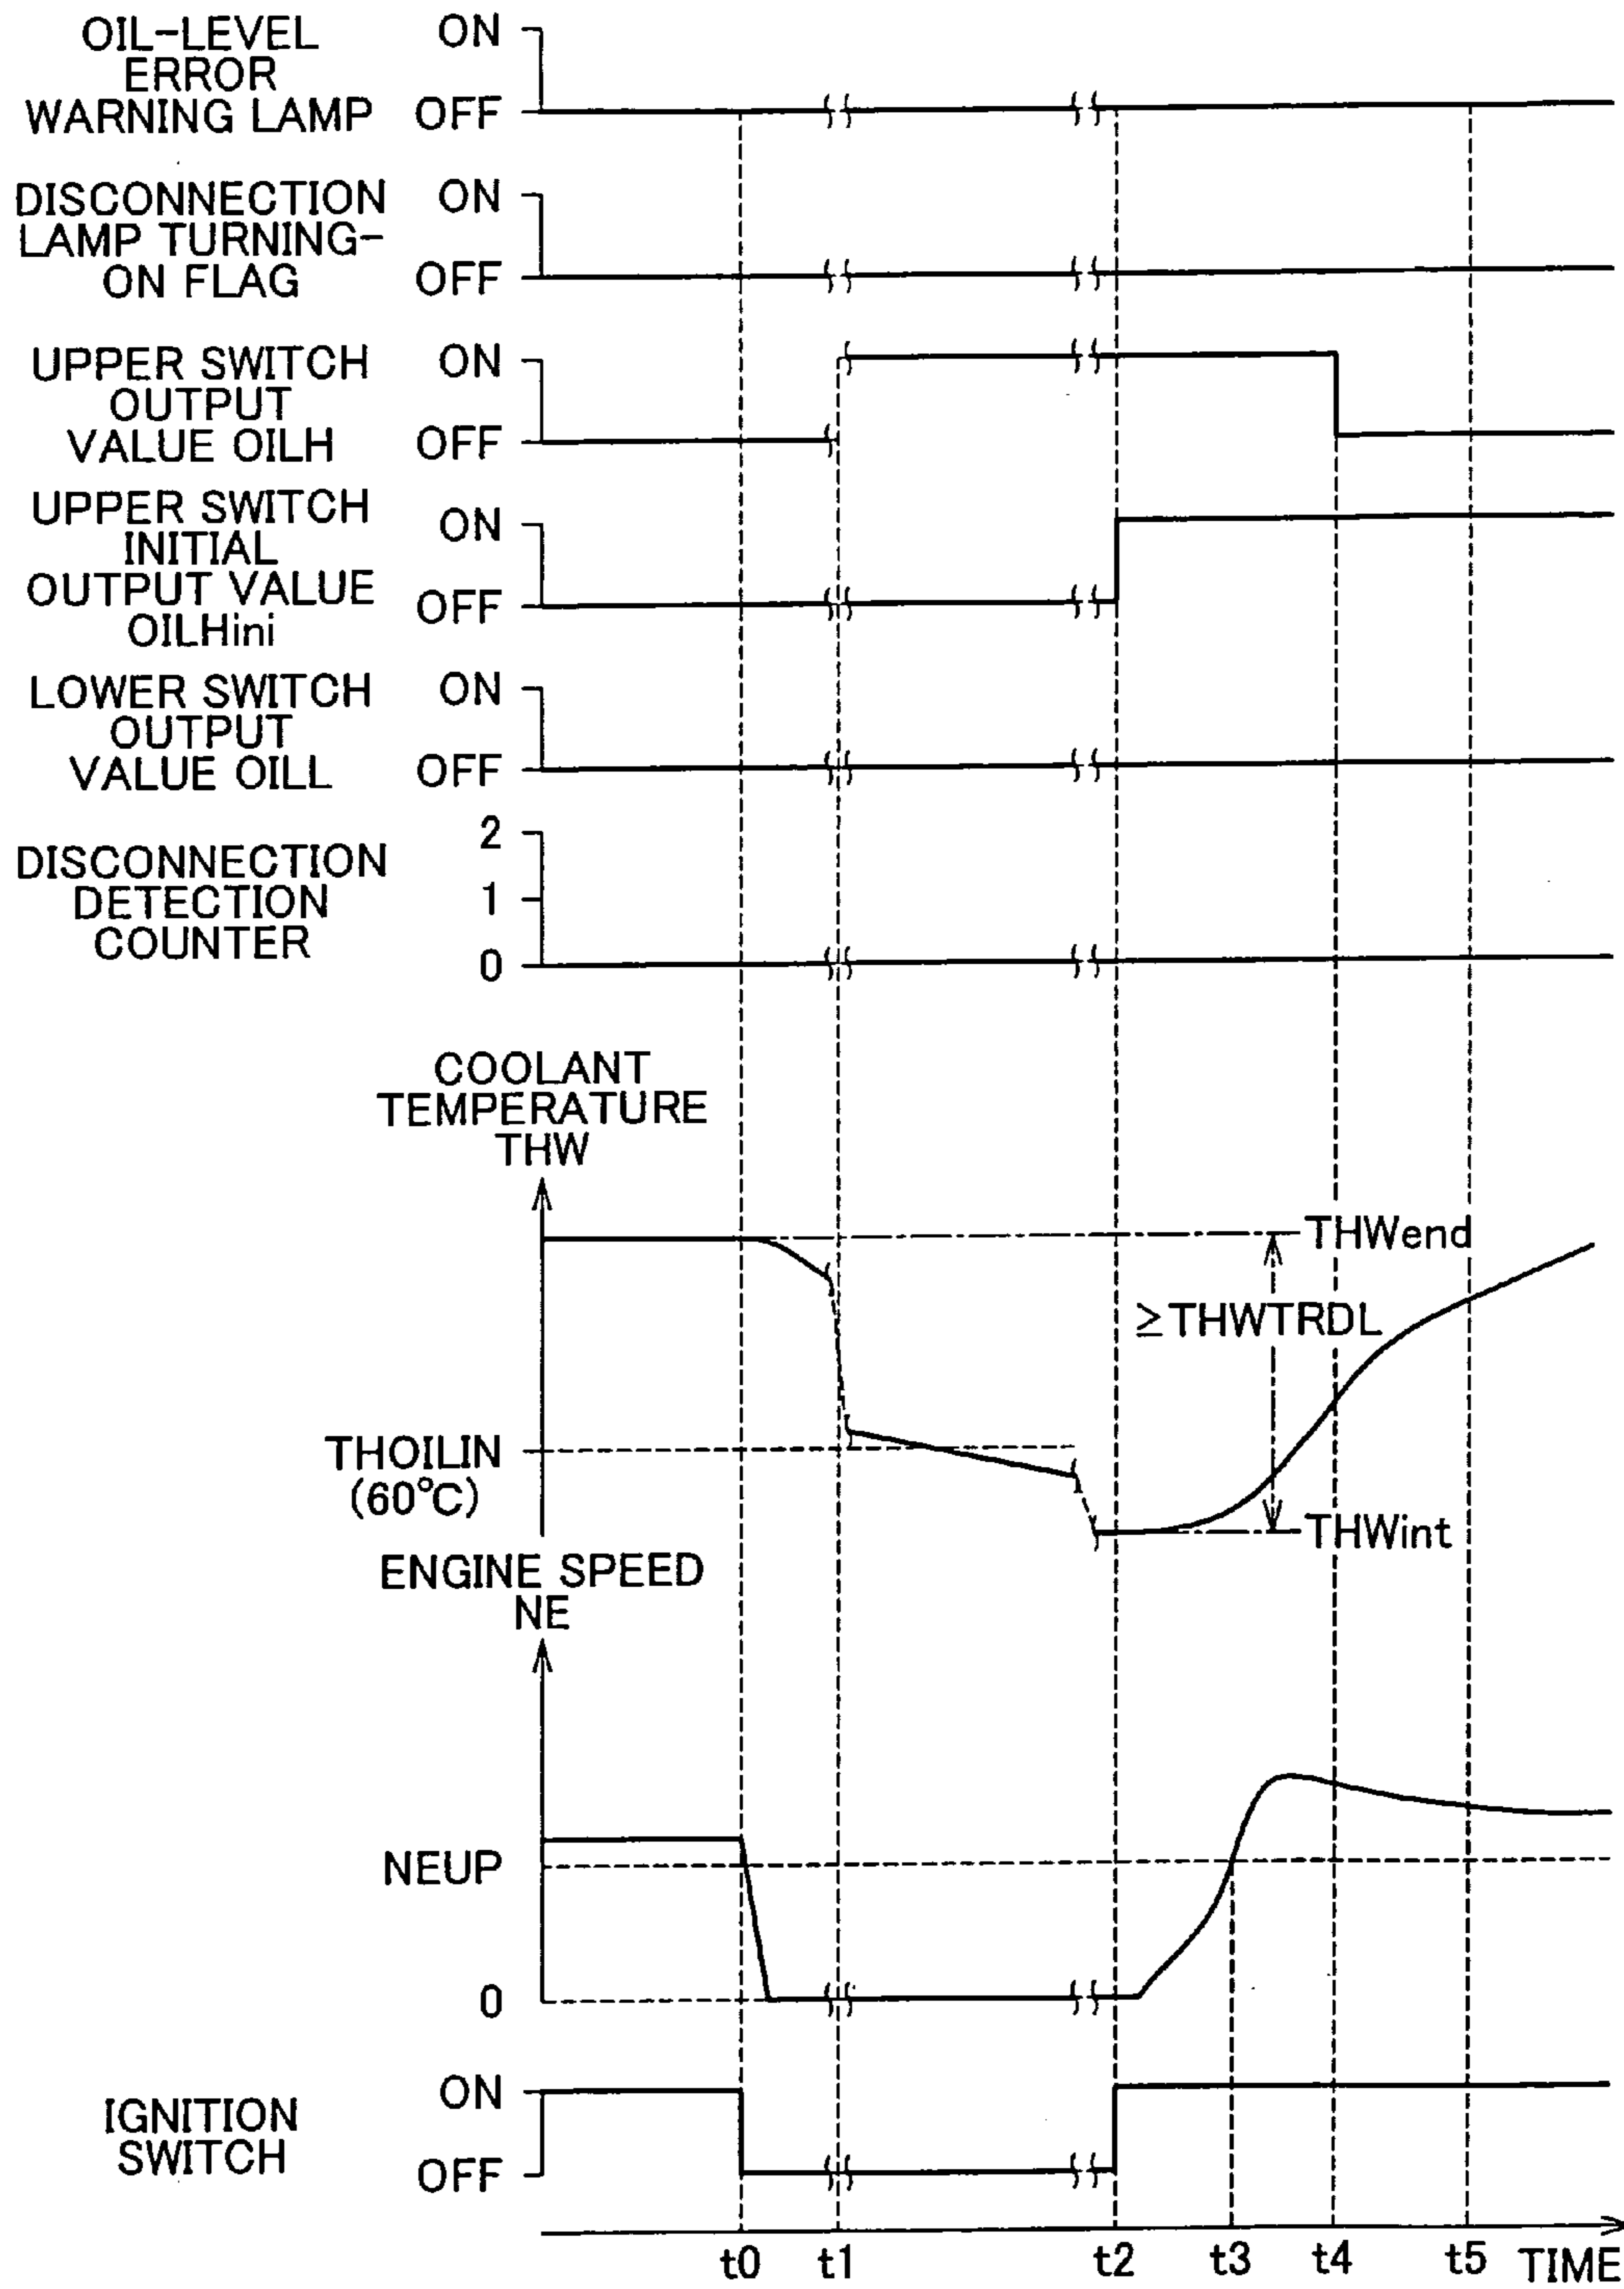 OIL-LEVEL
ERROR
WARNING LAMP
ON
OFF
DISCONNECTION
LAMP TURNING-
ON FLAG
ON
OFF
UPPER SWITCH
OUTPUT
VALUE OILH
ON
OFF
UPPER SWITCH
INITIAL
OUTPUT VALUE
OILHini
ON
OFF
LOWER SWITCH
OUTPUT
VALUE OILL
ON
OFF
DISCONNECTION
DETECTION
COUNTER
2
1
0
COOLANT
TEMPERATURE
THW
THWend
≥THWTRDL
THOILIN
(60°C)
THWint
ENGINE SPEED
NE
NEUP
0
IGNITION
SWITCH
ON
OFF
t0 t1 t2 t3 t4 t5 TIME